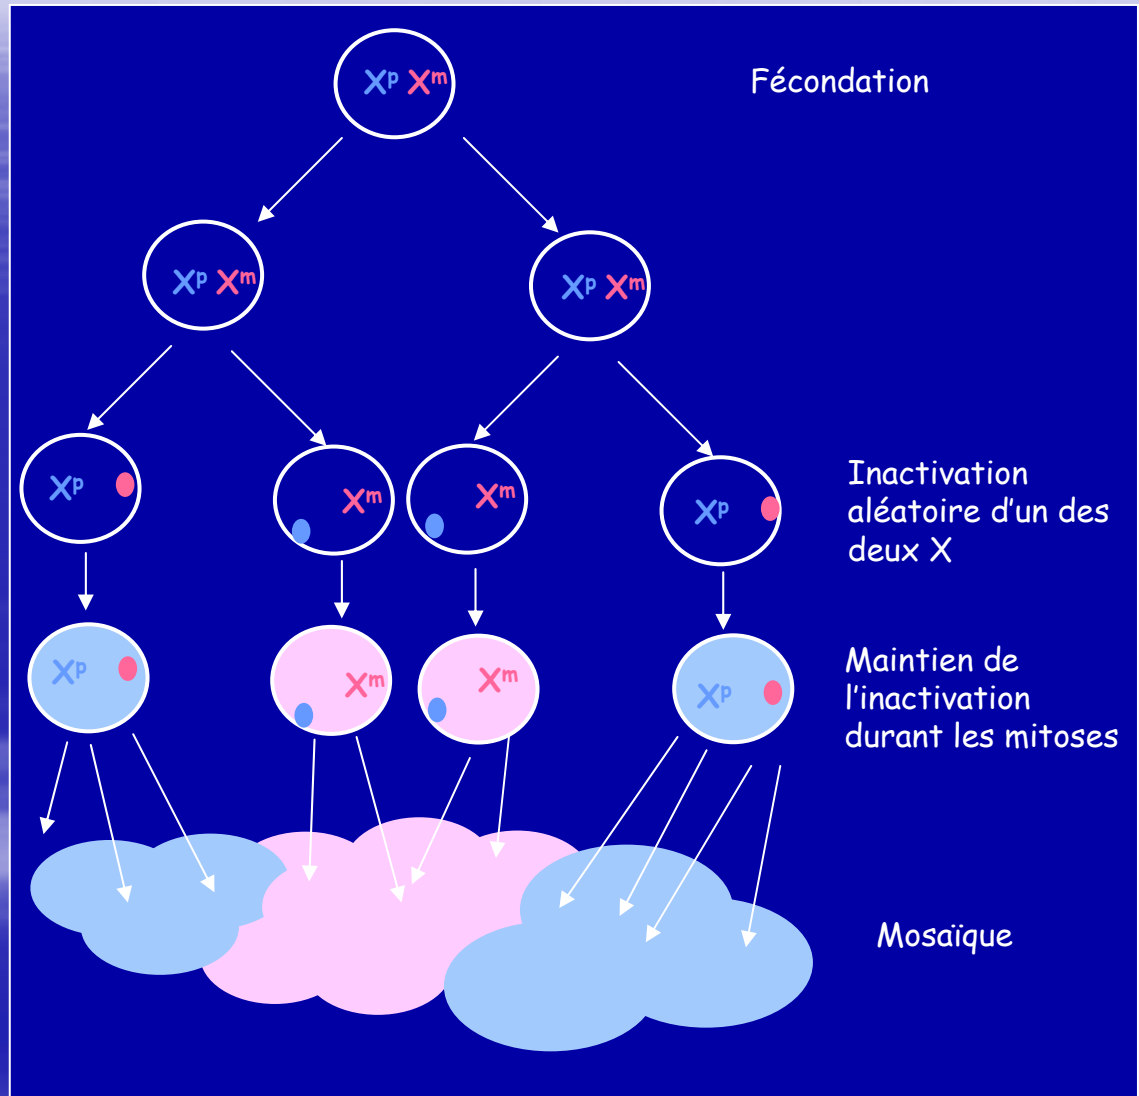 Xᵖ Xᵐ
Fécondation
Xᵖ Xᵐ
Xᵖ Xᵐ
Xᵖ
Xᵐ
Xᵐ
Xᵖ
Inactivation
aléatoire d'un des
deux X
Xᵖ
Xᵐ
Xᵐ
Xᵖ
Maintien de
l'inactivation
durant les mitoses
Mosaïque